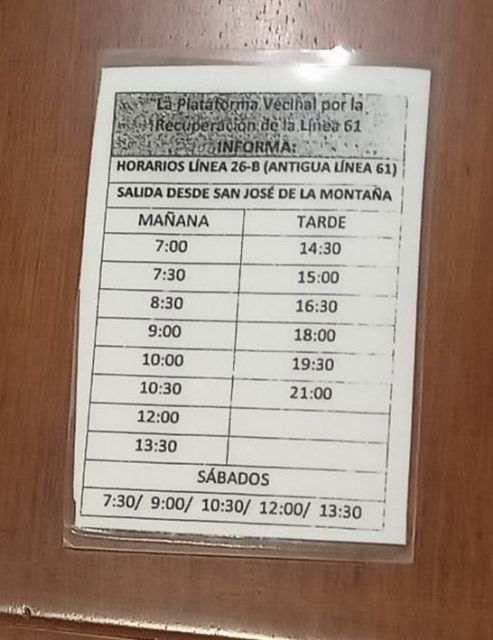 "La Plataforma Vecinal por la
Recuperación de la Línea 61
INFORMA:
HORARIOS LÍNEA 26-B (ANTIGUA LÍNEA 61)
SALIDA DESDE SAN JOSÉ DE LA MONTAÑA
MAÑANA TARDE
7:00 14:30
7:30 15:00
8:30 16:30
9:00 18:00
10:00 19:30
10:30 21:00
12:00
13:30
SÁBADOS
7:30/ 9:00/ 10:30/ 12:00/ 13:30